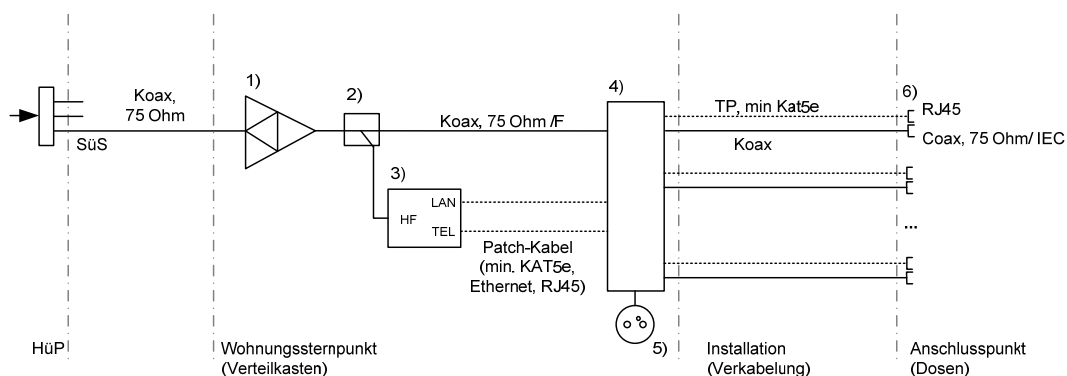 1)
2)
3)
4)
6)
Koax,
75 Ohm
SüS
Koax, 75 Ohm /F
TP, min Kat5e
Koax
RJ45
Coax, 75 Ohm/ IEC
HF
LAN
TEL
Patch-Kabel
(min. KAT5e,
Ethernet, RJ45)
...
5)
HüP
Wohnungssternpunkt
(Verteilkasten)
Installation
(Verkabelung)
Anschlusspunkt
(Dosen)